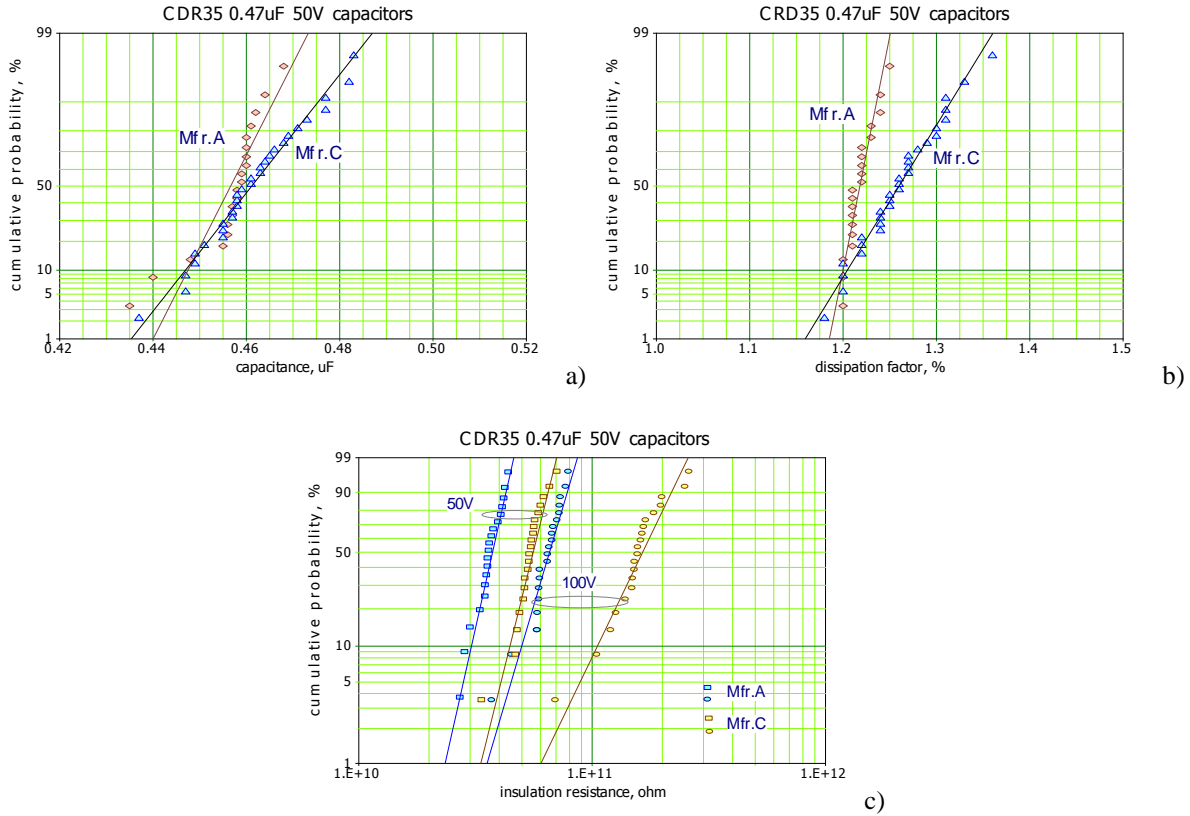 CDR35 0.47uF 50V capacitors
99
50
10
5
1
cumulative probability, %
Mfr.A
Mfr.C
0.42 0.44 0.46 0.48 0.50 0.52
capacitance, uF
a)
CRD35 0.47uF 50V capacitors
99
50
10
5
1
cumulative probability, %
Mfr.A
Mfr.C
1.0 1.1 1.2 1.3 1.4 1.5
dissipation factor, %
b)
CDR35 0.47uF 50V capacitors
99
90
50
10
5
1
cumulative probability, %
50V
100V
Mfr.A
Mfr.C
1.E+10 1.E+11 1.E+12
insulation resistance, ohm
c)